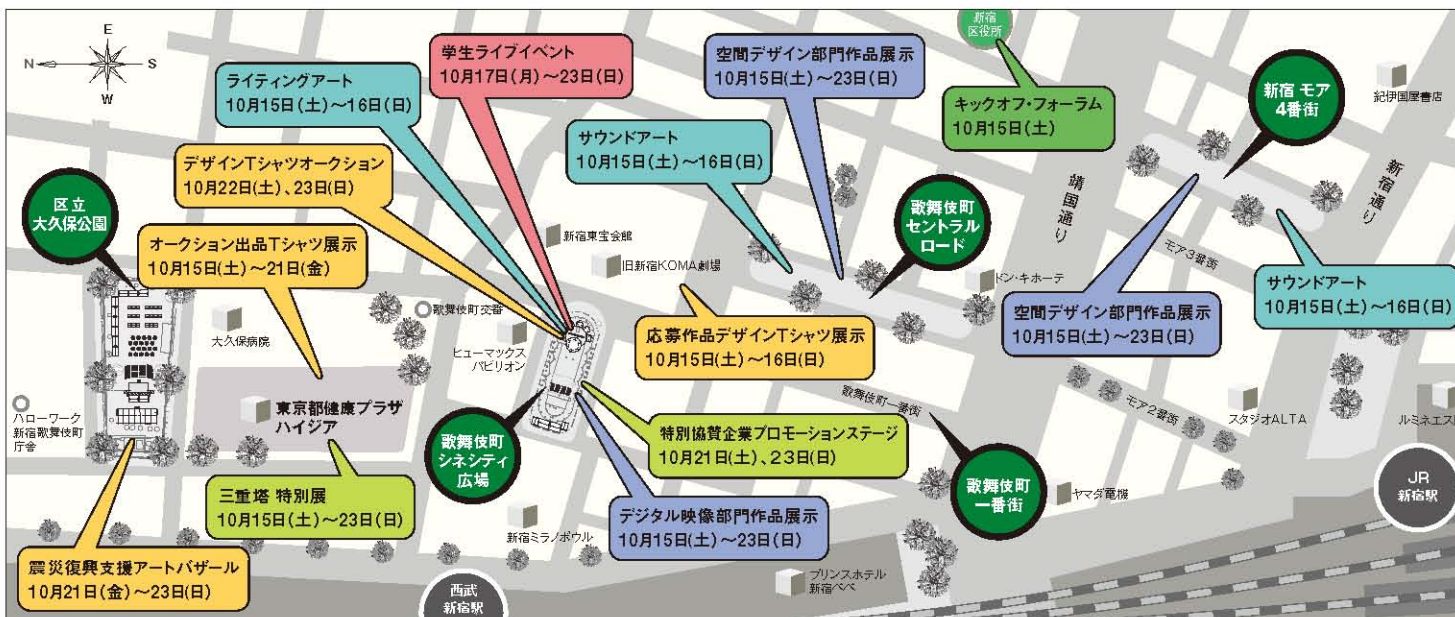 E
N
S
W
新宿
区役所
学生ライブイベント
10月17日(月)～23日(日)
空間デザイン部門作品展示
10月15日(土)～23日(日)
ライティングアート
10月15日(土)～16日(日)
キックオフ・フォーラム
10月15日(土)
新宿 モア
4番街
紀伊国屋書店
サウンドアート
10月15日(土)～16日(日)
デザインTシャツオークション
10月22日(土)、23日(日)
区立
大久保公園
オークション出品Tシャツ展示
10月15日(土)～21日(金)
新宿東宝会館
旧新宿KOMA劇場
歌舞伎町
セントラル
ロード
靖国通り
新宿通り
モア3番街
ドン・キホーテ
サウンドアート
10月15日(土)～16日(日)
空間デザイン部門作品展示
10月15日(土)～23日(日)
歌舞伎町交番
大久保病院
ヒューマックス
パビリオン
応募作品デザインTシャツ展示
10月15日(土)～16日(日)
歌舞伎町一番街
モア2番街
スタジオALTA
ルミネエス
ハローワーク
新宿歌舞伎町
庁舎
東京都健康プラザ
ハイジア
歌舞伎町
シネシティ
広場
特別協賛企業プロモーションステージ
10月21日(土)、23日(日)
歌舞伎町
一番街
ヤマダ電機
JR
新宿駅
三重塔 特別展
10月15日(土)～23日(日)
新宿ミラノボウル
デジタル映像部門作品展示
10月15日(土)～23日(日)
震災復興支援アートバザール
10月21日(金)～23日(日)
西武
新宿駅
プリンスホテル
新宿ペペ